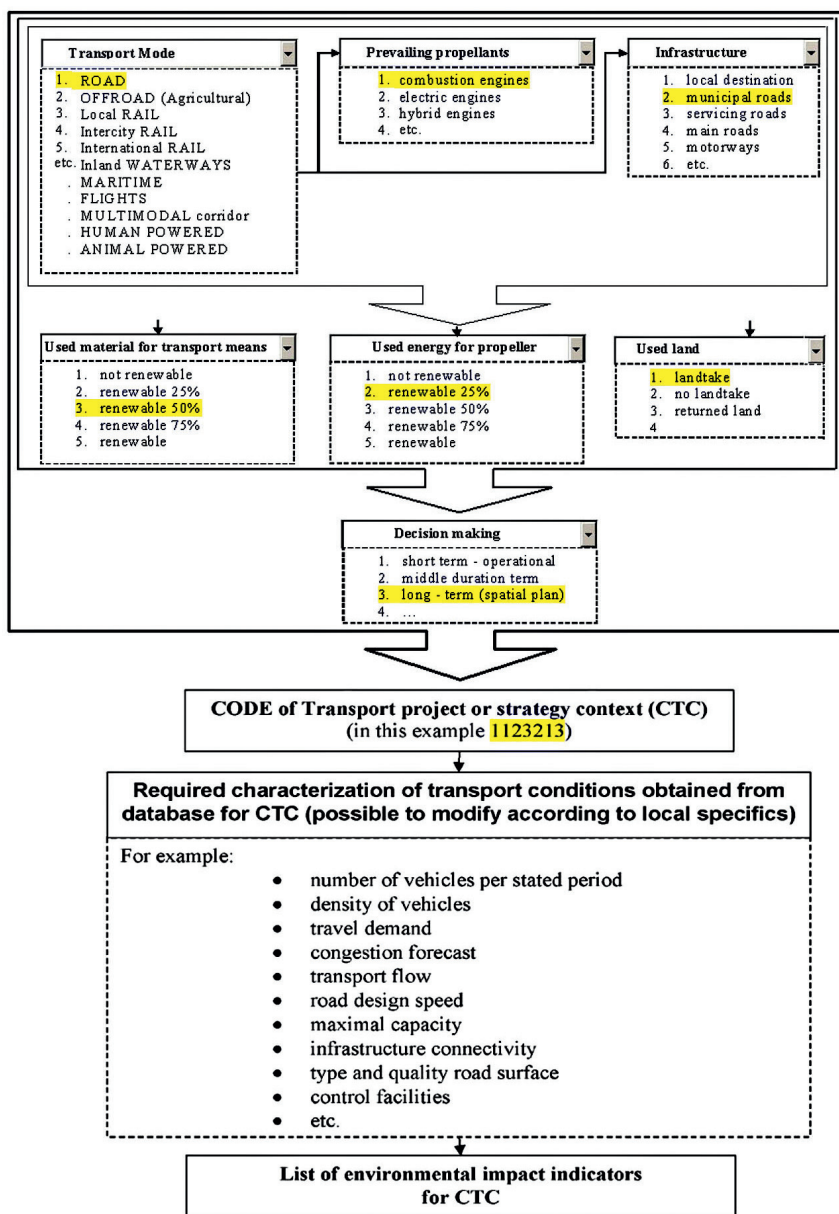 Transport Mode
1. ROAD
2. OFFROAD (Agricultural)
3. Local RAIL
4. Intercity RAIL
5. International RAIL
etc. Inland WATERWAYS
. MARITIME
. FLIGHTS
. MULTIMODAL corridor
. HUMAN POWERED
. ANIMAL POWERED
Prevailing propellants
1. combustion engines
2. electric engines
3. hybrid engines
4. etc.
Infrastructure
1. local destination
2. municipal roads
3. servicing roads
4. main roads
5. motorways
6. etc.
Used material for transport means
1. not renewable
2. renewable 25%
3. renewable 50%
4. renewable 75%
5. renewable
Used energy for propeller
1. not renewable
2. renewable 25%
3. renewable 50%
4. renewable 75%
5. renewable
Used land
1. landtake
2. no landtake
3. returned land
4
Decision making
1. short term - operational
2. middle duration term
3. long - term (spatial plan)
4. ...
CODE of Transport project or strategy context (CTC)
(in this example 1123213)
Required characterization of transport conditions obtained from
database for CTC (possible to modify according to local specifics)
For example:
• number of vehicles per stated period
• density of vehicles
• travel demand
• congestion forecast
• transport flow
• road design speed
• maximal capacity
• infrastructure connectivity
• type and quality road surface
• control facilities
• etc.
List of environmental impact indicators
for CTC